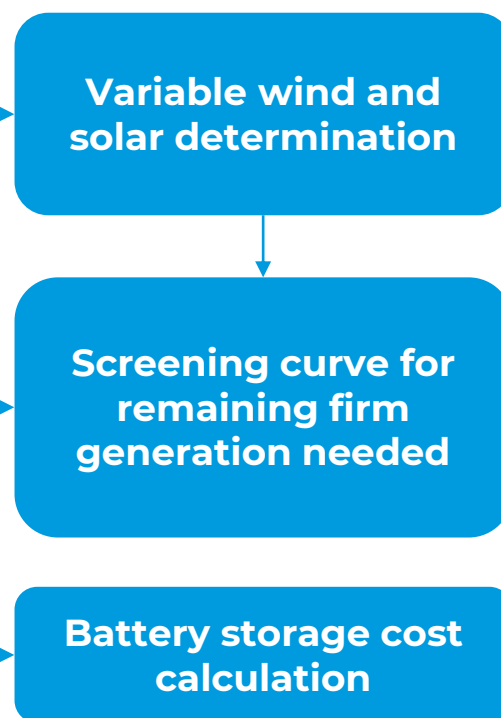 Variable wind and
solar determination
Screening curve for
remaining firm
generation needed
Battery storage cost
calculation